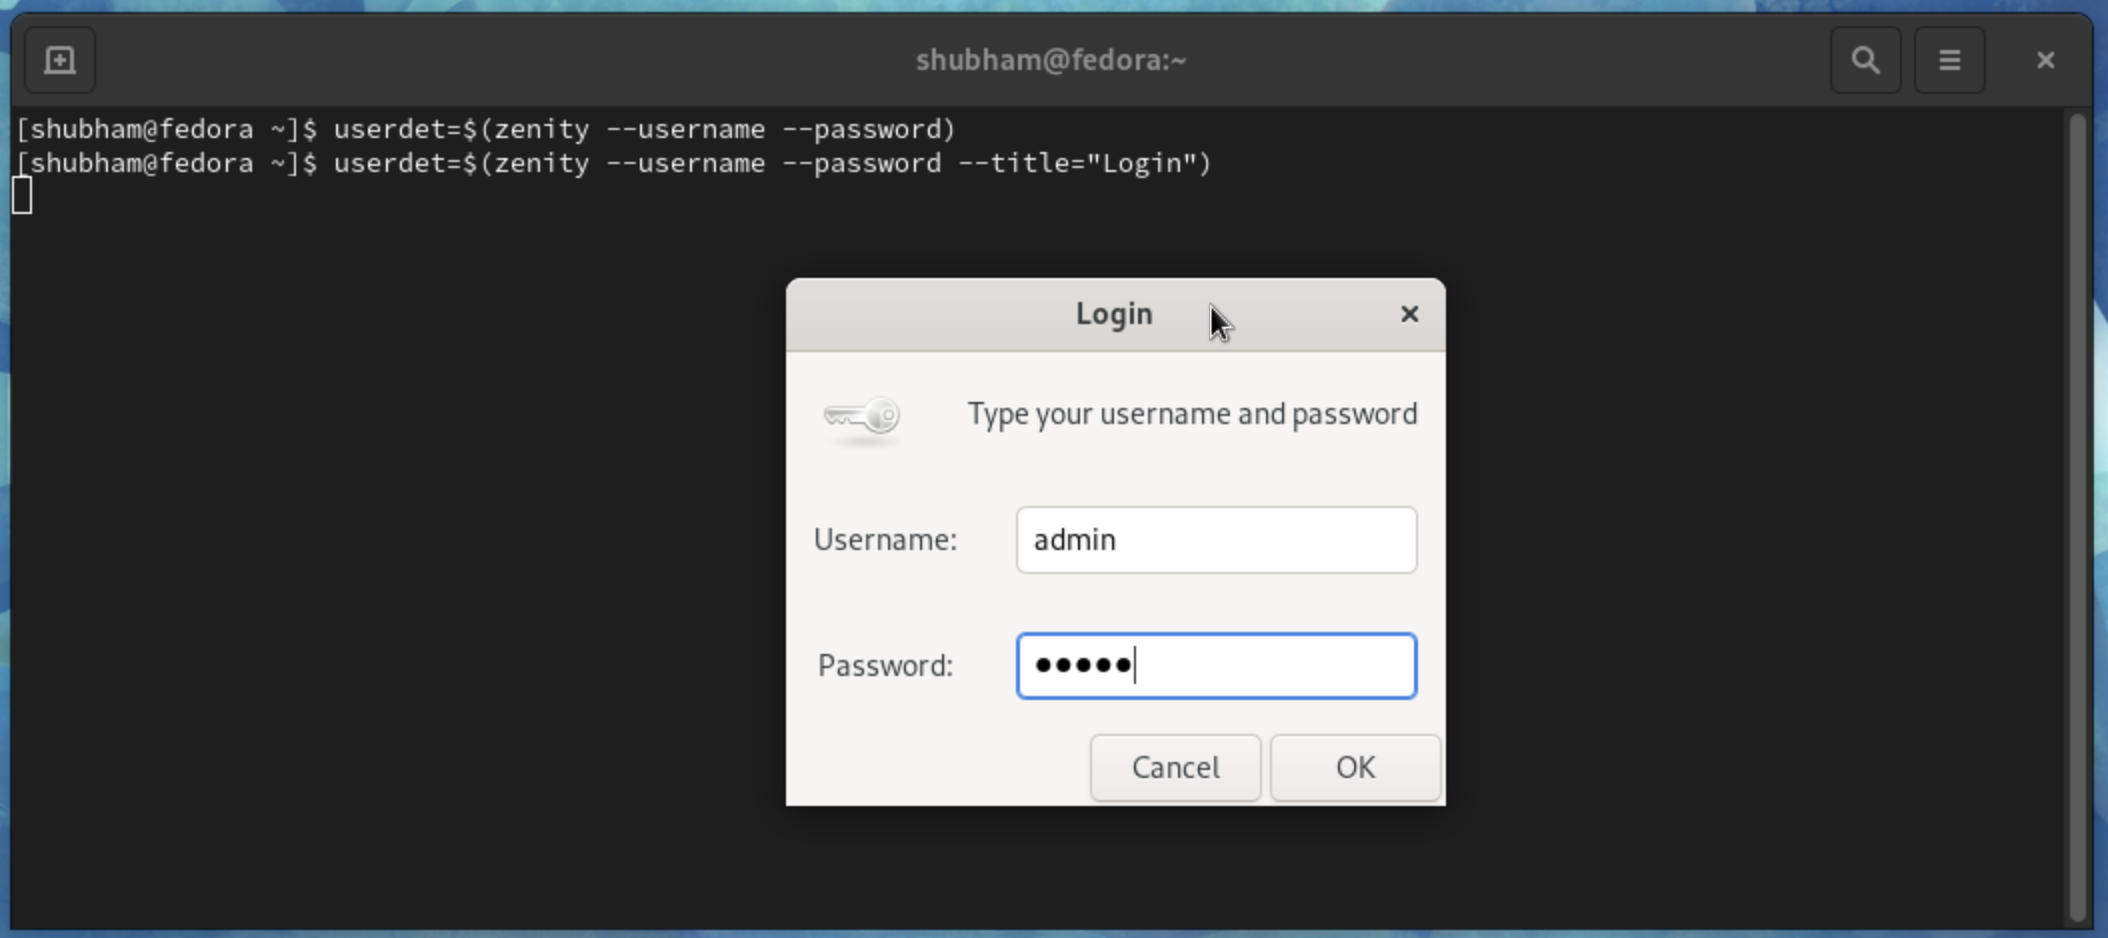 shubham@fedora:~
[shubham@fedora ~]$ userdet=$(zenity --username --password)
[shubham@fedora ~]$ userdet=$(zenity --username --password --title="Login")
Login
Type your username and password
Username: admin
Password: •••••
Cancel OK